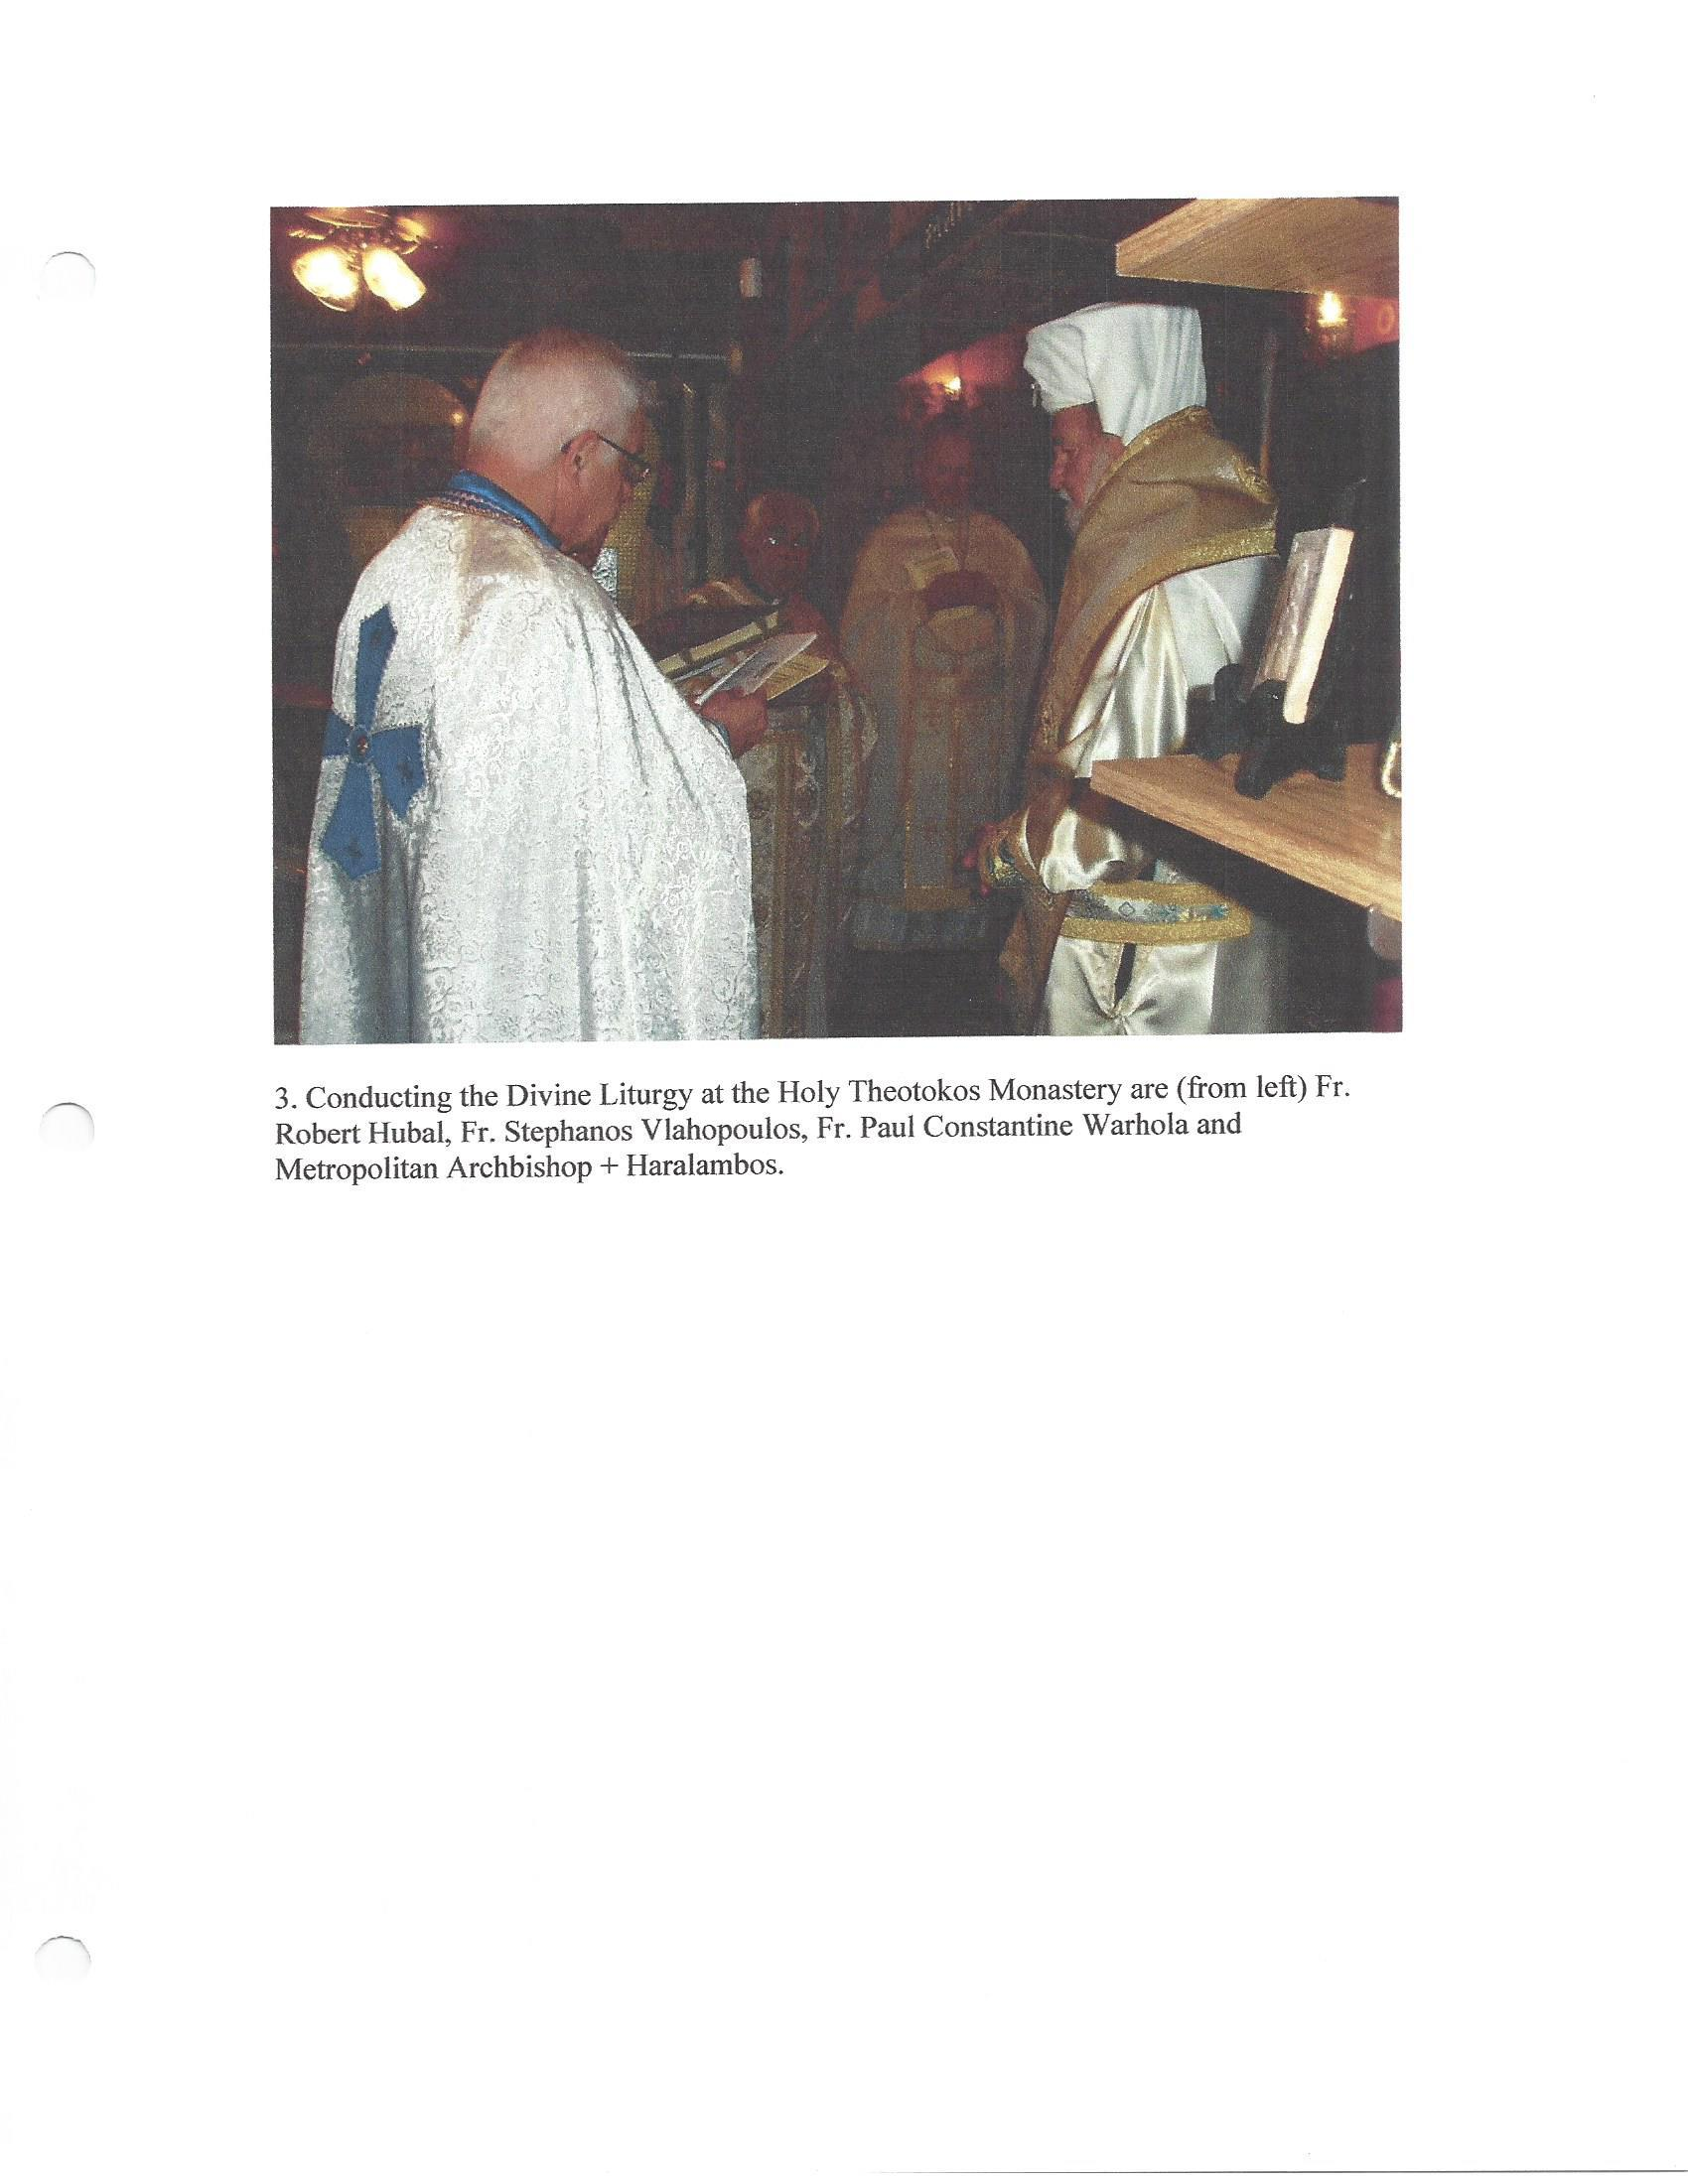 3. Conducting the Divine Liturgy at the Holy Theotokos Monastery are (from left) Fr.
Robert Hubal, Fr. Stephanos Vlahopoulos, Fr. Paul Constantine Warhola and
Metropolitan Archbishop + Haralambos.